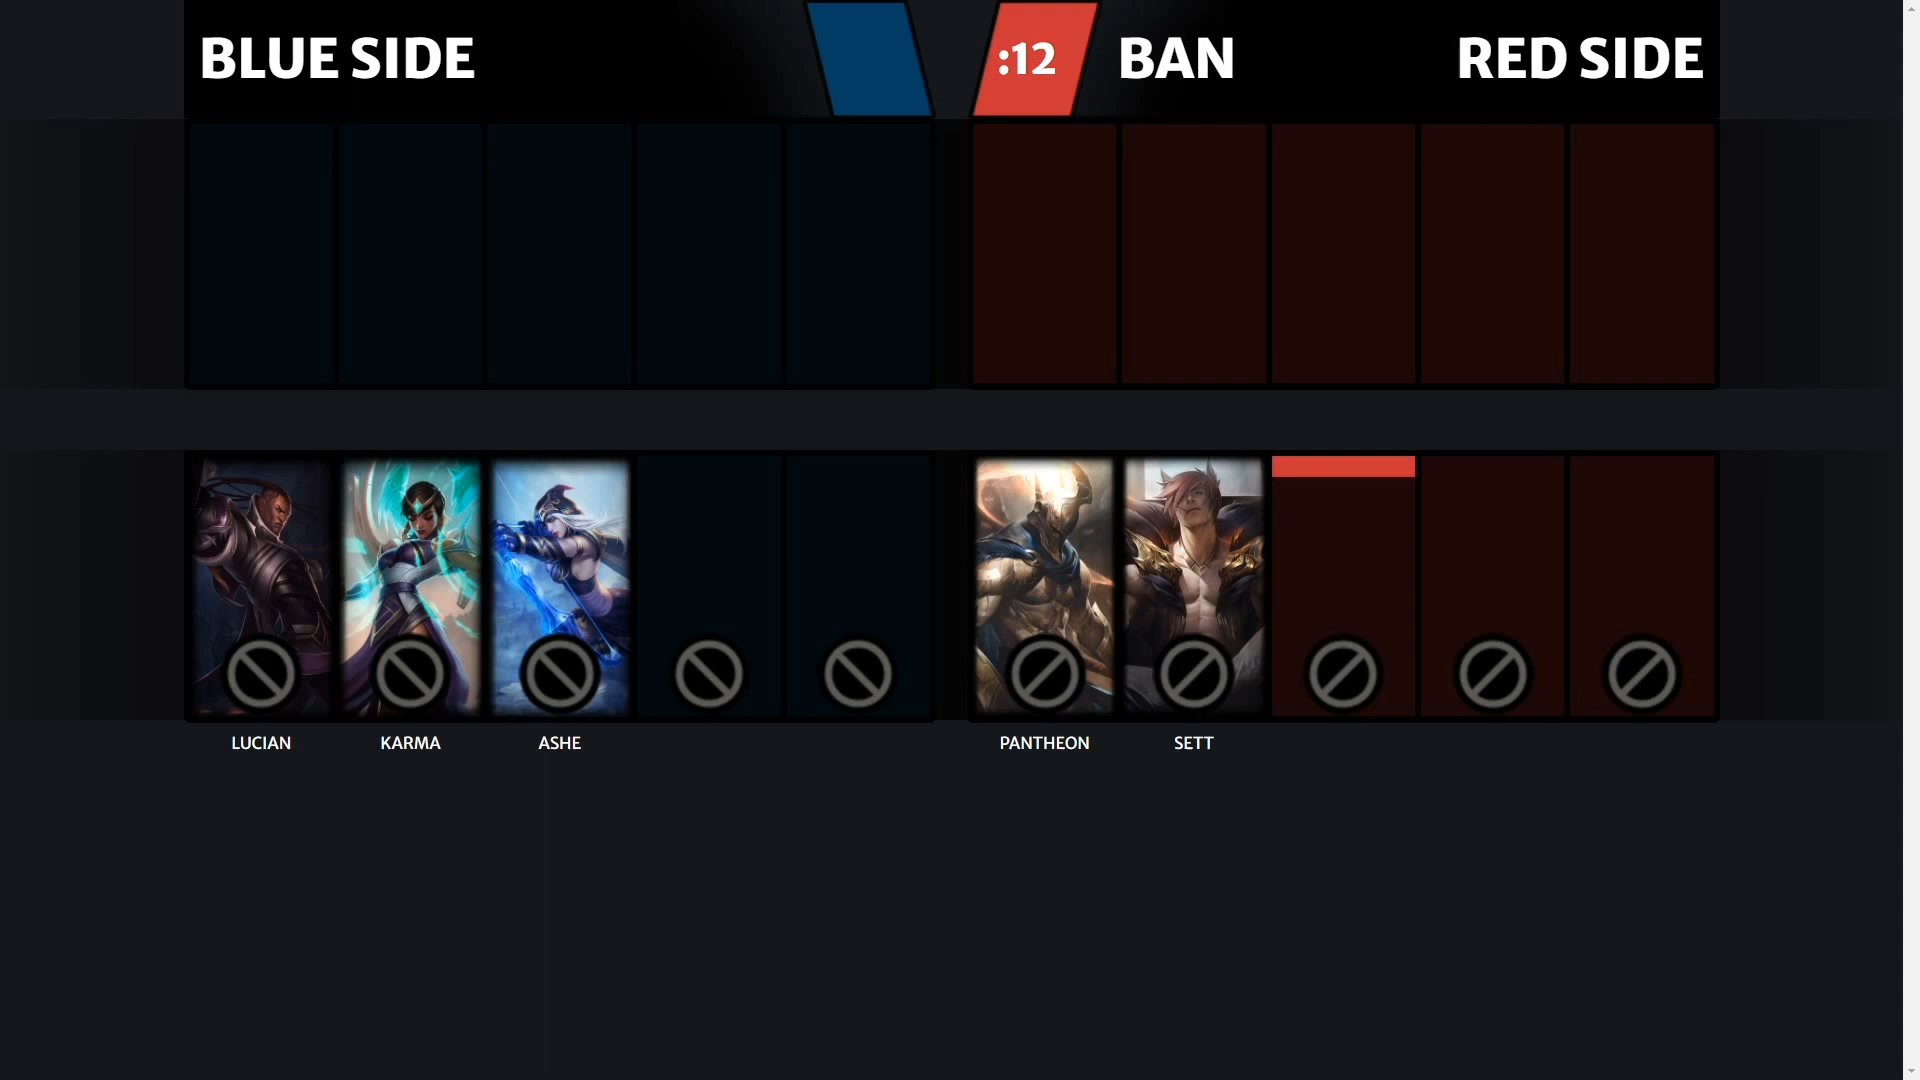 BLUE SIDE
:12
BAN
RED SIDE
LUCIAN
KARMA
ASHE
PANTHEON
SETT